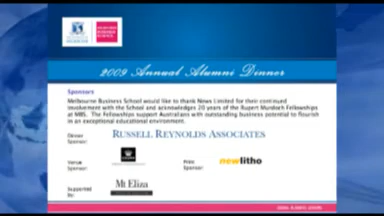 2009 Annual Alumni Dinner
Sponsors
Melbourne Business School would like to thank News Limited for their continued
involvement with the School and acknowledges 20 years of the Rupert Murdoch Fellowships
at MBS. The Fellowships support Australians with outstanding business potential to flourish
in an exceptional educational environment.
Dinner
Sponsor:
RUSSELL REYNOLDS ASSOCIATES
Venue
Sponsor:
Print
Sponsor:
newlitho
Supported
by:
Mt Eliza